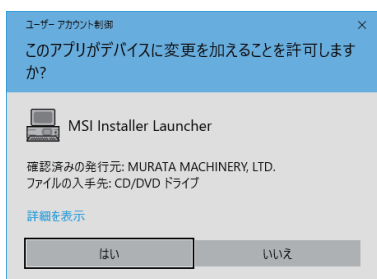 ユーザー アカウント制御
このアプリがデバイスに変更を加えることを許可します
か?
MSI Installer Launcher
確認済みの発行元: MURATA MACHINERY, LTD.
ファイルの入手先: CD/DVD ドライブ
詳細を表示
はい
いいえ